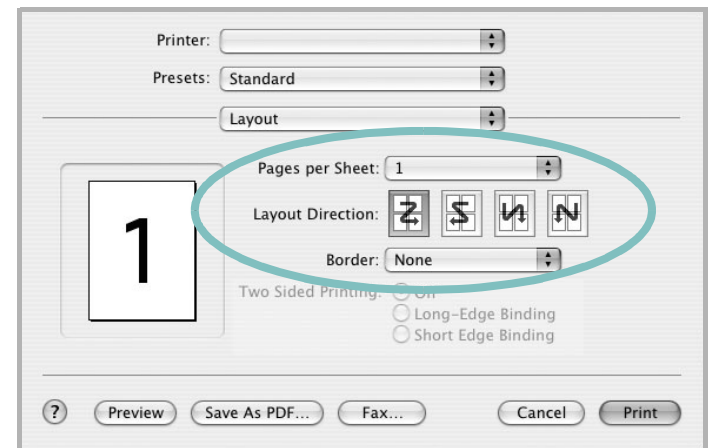 Printer:
Presets: Standard
Layout
Pages per Sheet: 1
Layout Direction:
1
Border: None
Two Sided Printing:
Long-Edge Binding
Short Edge Binding
? Preview Save As PDF... Fax... Cancel Print